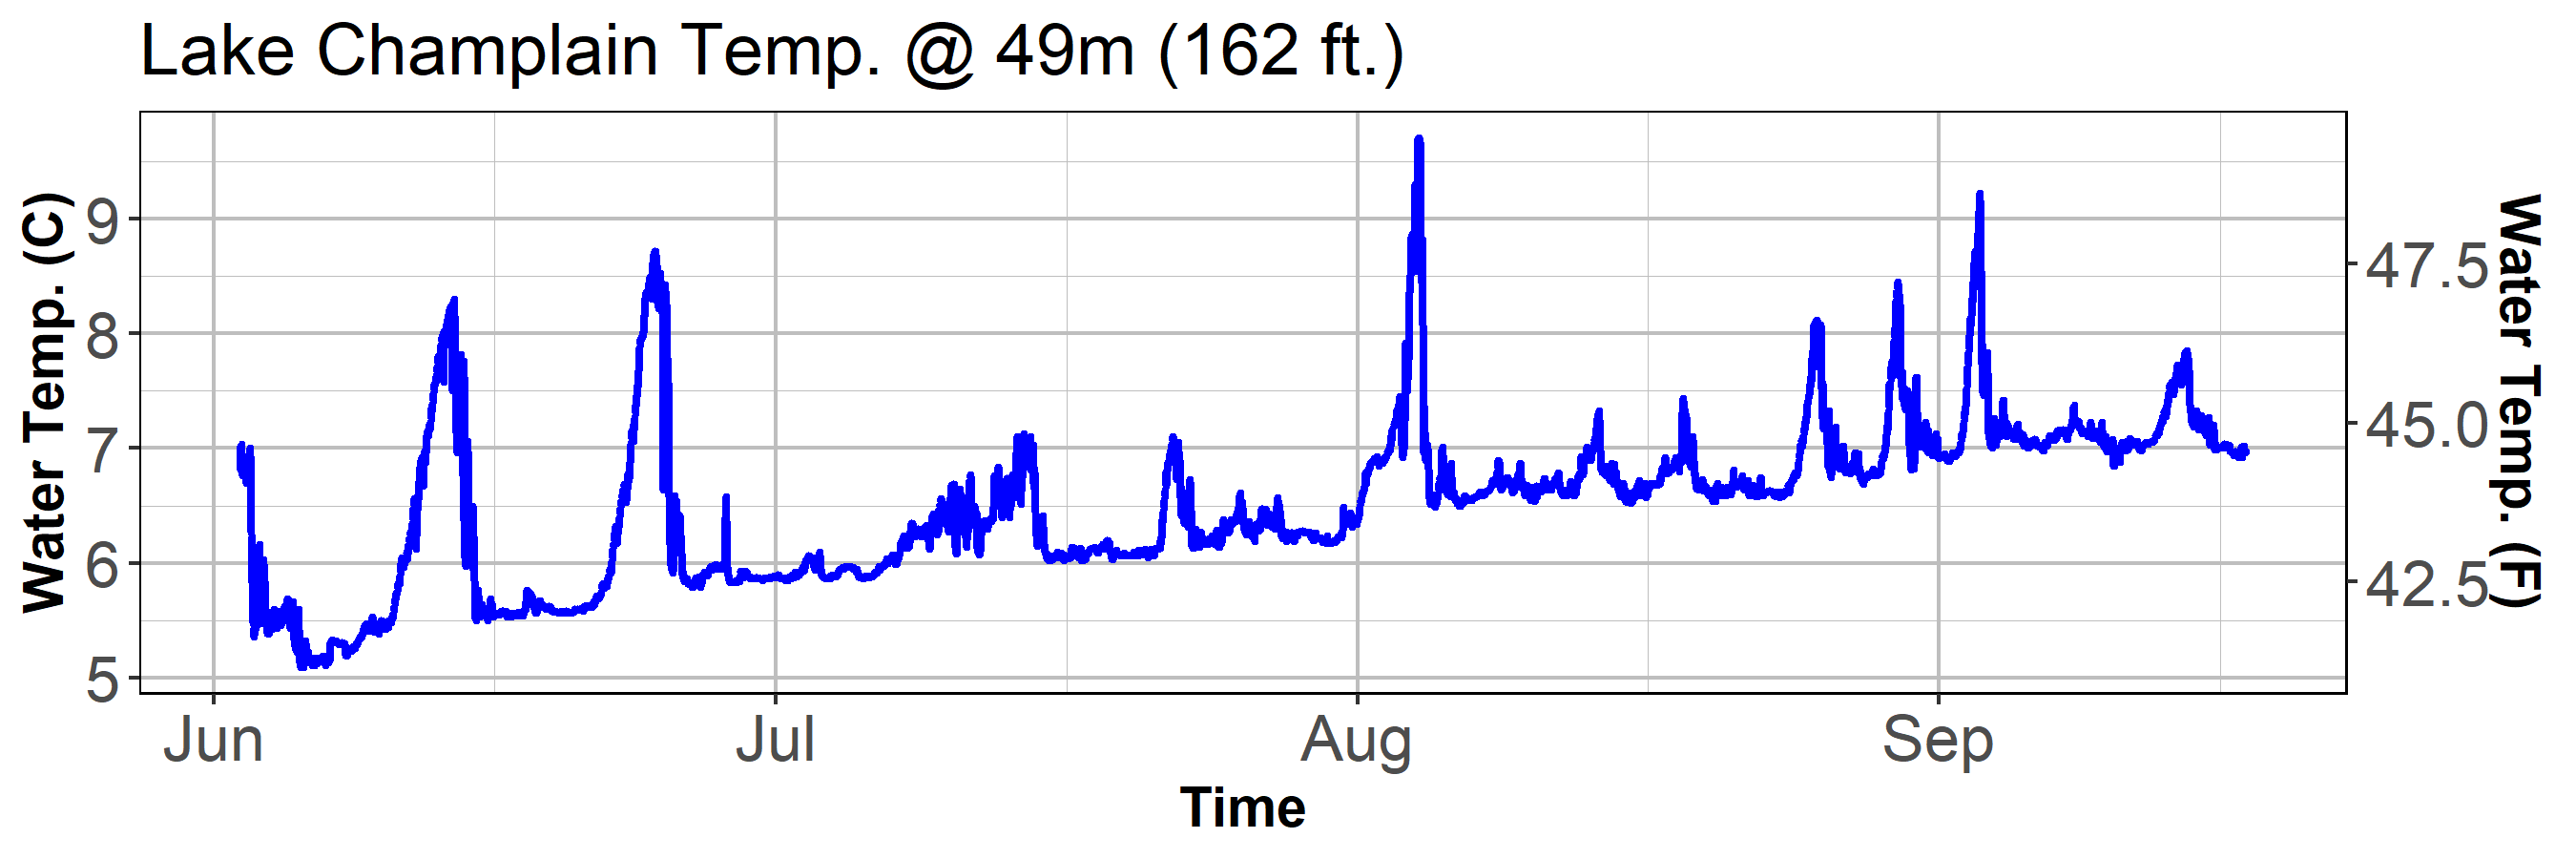 Lake Champlain Temp. @ 49m (162 ft.)
Water Temp. (C)
9
8
7
6
5
47.5
45.0
42.5
Water Temp. (F)
Jun Jul Aug Sep
Time